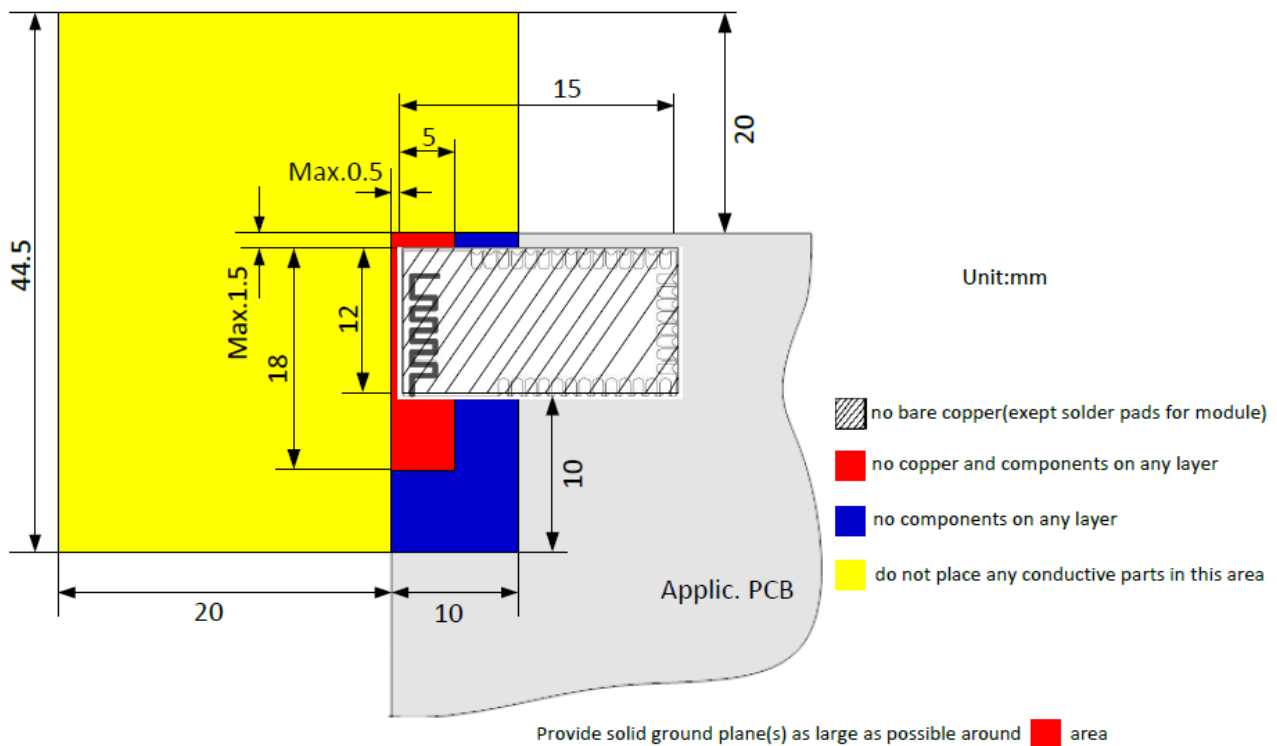 15
20
5
Max.0.5
44.5
Max.1.5
Unit:mm
12
18
no bare copper(exept solder pads for module)
no copper and components on any layer
10
no components on any layer
do not place any conductive parts in this area
Applic. PCB
20
10
Provide solid ground plane(s) as large as possible around area